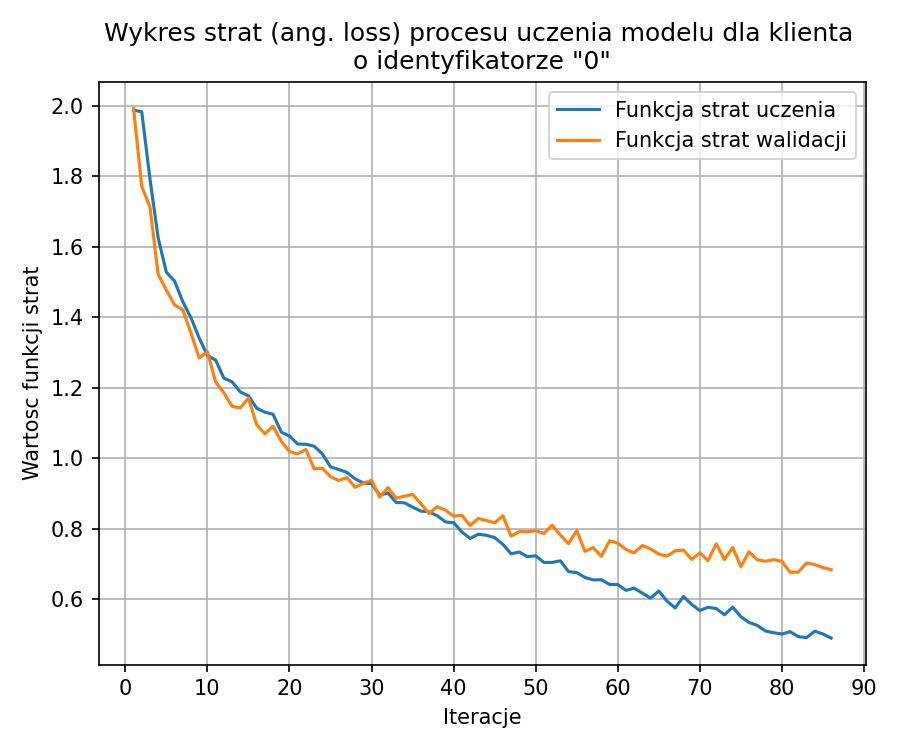 Wykres strat (ang. loss) procesu uczenia modelu dla klienta
o identyfikatorze "0"
Funkcja strat uczenia
Funkcja strat walidacji
Wartosc funkcji strat
2.0
1.8
1.6
1.4
1.2
1.0
0.8
0.6
0 10 20 30 40 50 60 70 80 90
Iteracje